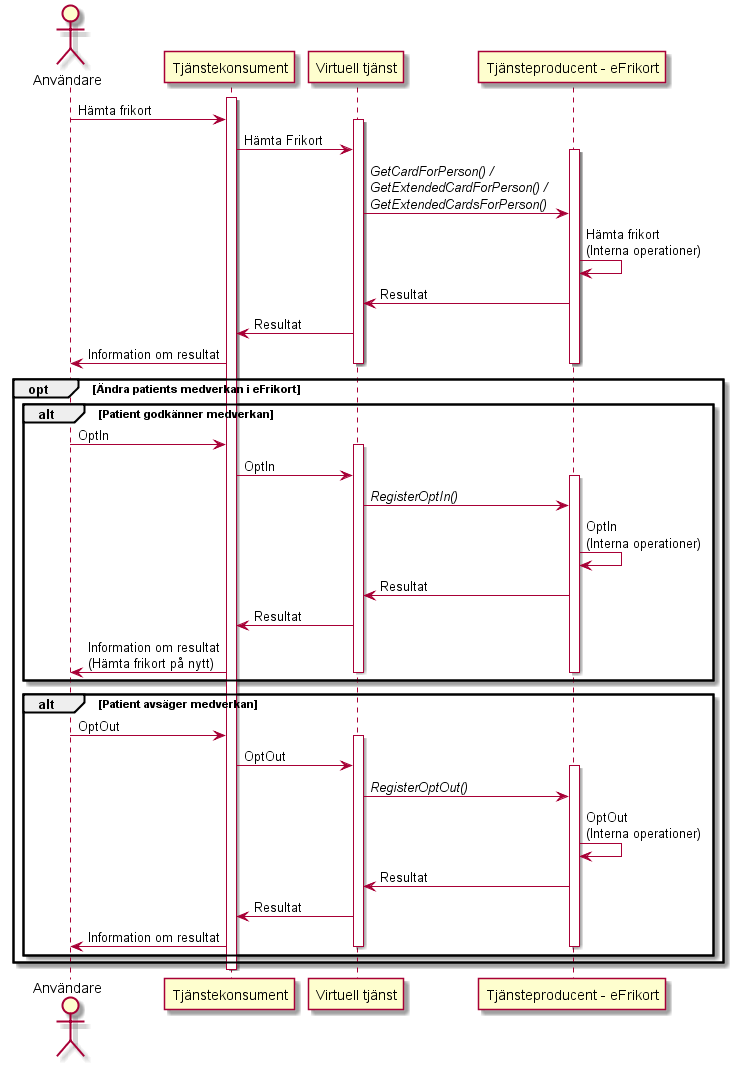 Användare
Tjänstekonsument
Virtuell tjänst
Tjänsteproducent - eFrikort
Hämta frikort
Hämta Frikort
GetCardForPerson() /
GetExtendedCardForPerson() /
GetExtendedCardsForPerson()
Hämta frikort
(Interna operationer)
Resultat
Resultat
Information om resultat
opt
[Ändra patients medverkan i eFrikort]
alt
[Patient godkänner medverkan]
OptIn
OptIn
RegisterOptIn()
OptIn
(Interna operationer)
Resultat
Resultat
Information om resultat
(Hämta frikort på nytt)
alt
[Patient avsäger medverkan]
OptOut
OptOut
RegisterOptOut()
OptOut
(Interna operationer)
Resultat
Resultat
Information om resultat
Användare
Tjänstekonsument
Virtuell tjänst
Tjänsteproducent - eFrikort